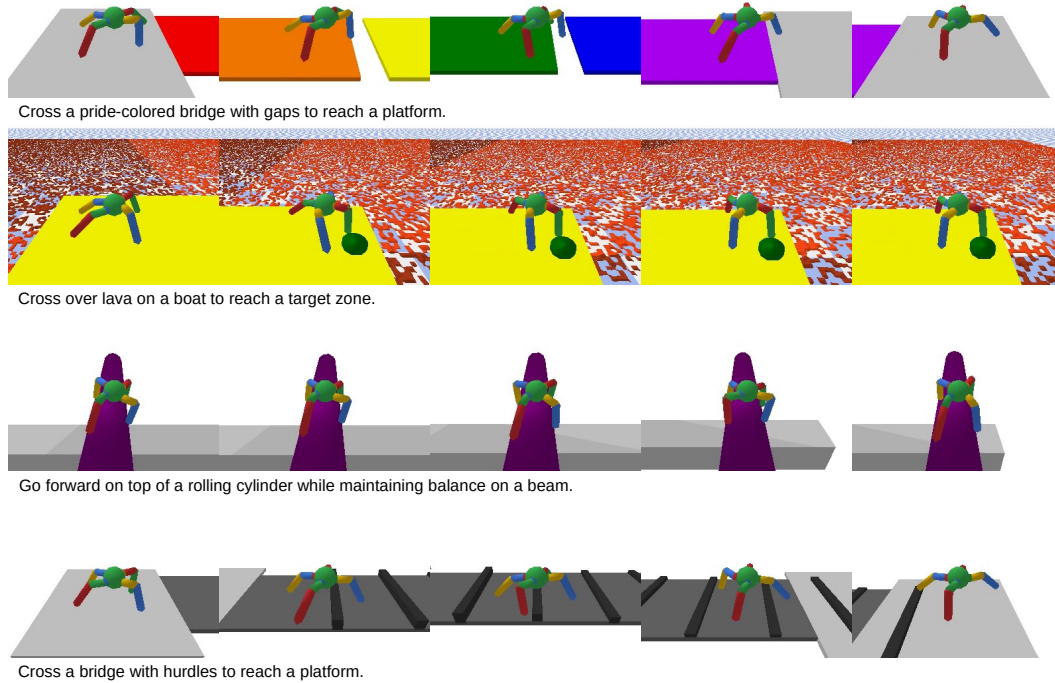 Cross a pride-colored bridge with gaps to reach a platform.
Cross over lava on a boat to reach a target zone.
Go forward on top of a rolling cylinder while maintaining balance on a beam.
Cross a bridge with hurdles to reach a platform.